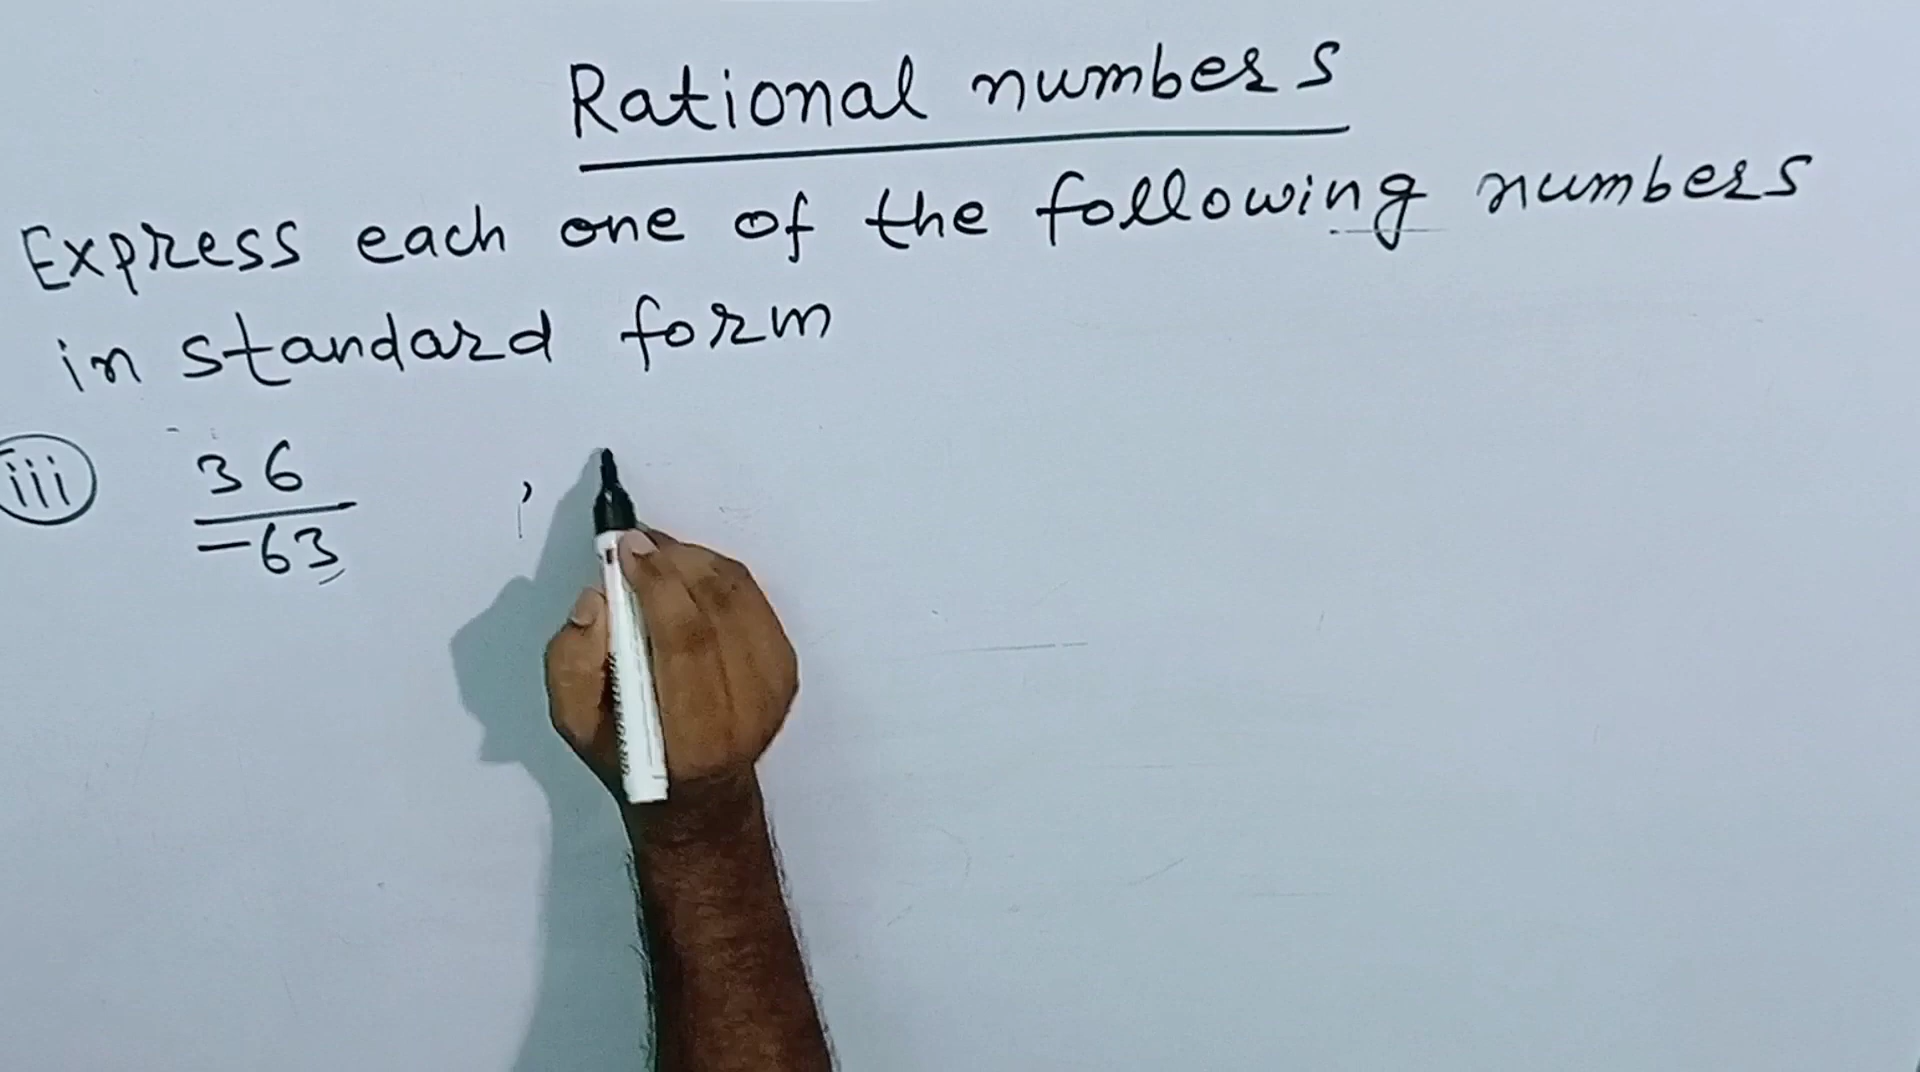 Rational numbers
Express each one of the following numbers
in standard form
iii 36
-63 ,